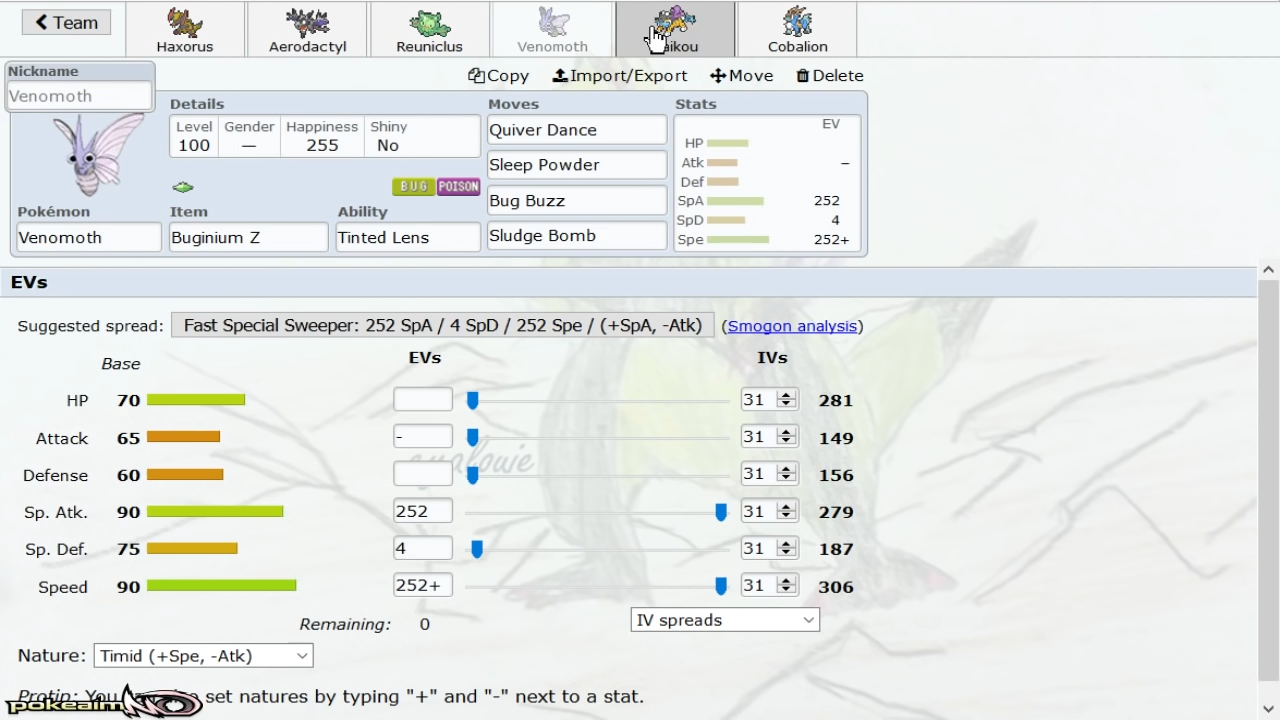 Team
Haxorus
Aerodactyl
Reuniclus
Venomoth
Cobalion
Nickname
Venomoth
Copy
Import/Export
Move
Delete
Details
Moves
Stats
Level
Gender
Happiness
Shiny
100
—
255
No
Quiver Dance
Sleep Powder
Bug Buzz
Sludge Bomb
EV
HP
Atk –
Def
SpA 252
SpD 4
Spe 252+
BUG POISON
Pokémon
Item
Ability
Venomoth
Buginium Z
Tinted Lens
EVs
Suggested spread: Fast Special Sweeper: 252 SpA / 4 SpD / 252 Spe / (+SpA, -Atk) (Smogon analysis)
Base EVs IVs
HP 70 31 281
Attack 65 - 31 149
Defense 60 31 156
Sp. Atk. 90 252 31 279
Sp. Def. 75 4 31 187
Speed 90 252+ 31 306
Remaining: 0
IV spreads
Nature: Timid (+Spe, -Atk)
Protip: You set natures by typing "+" and "-" next to a stat.
pokeaimMD